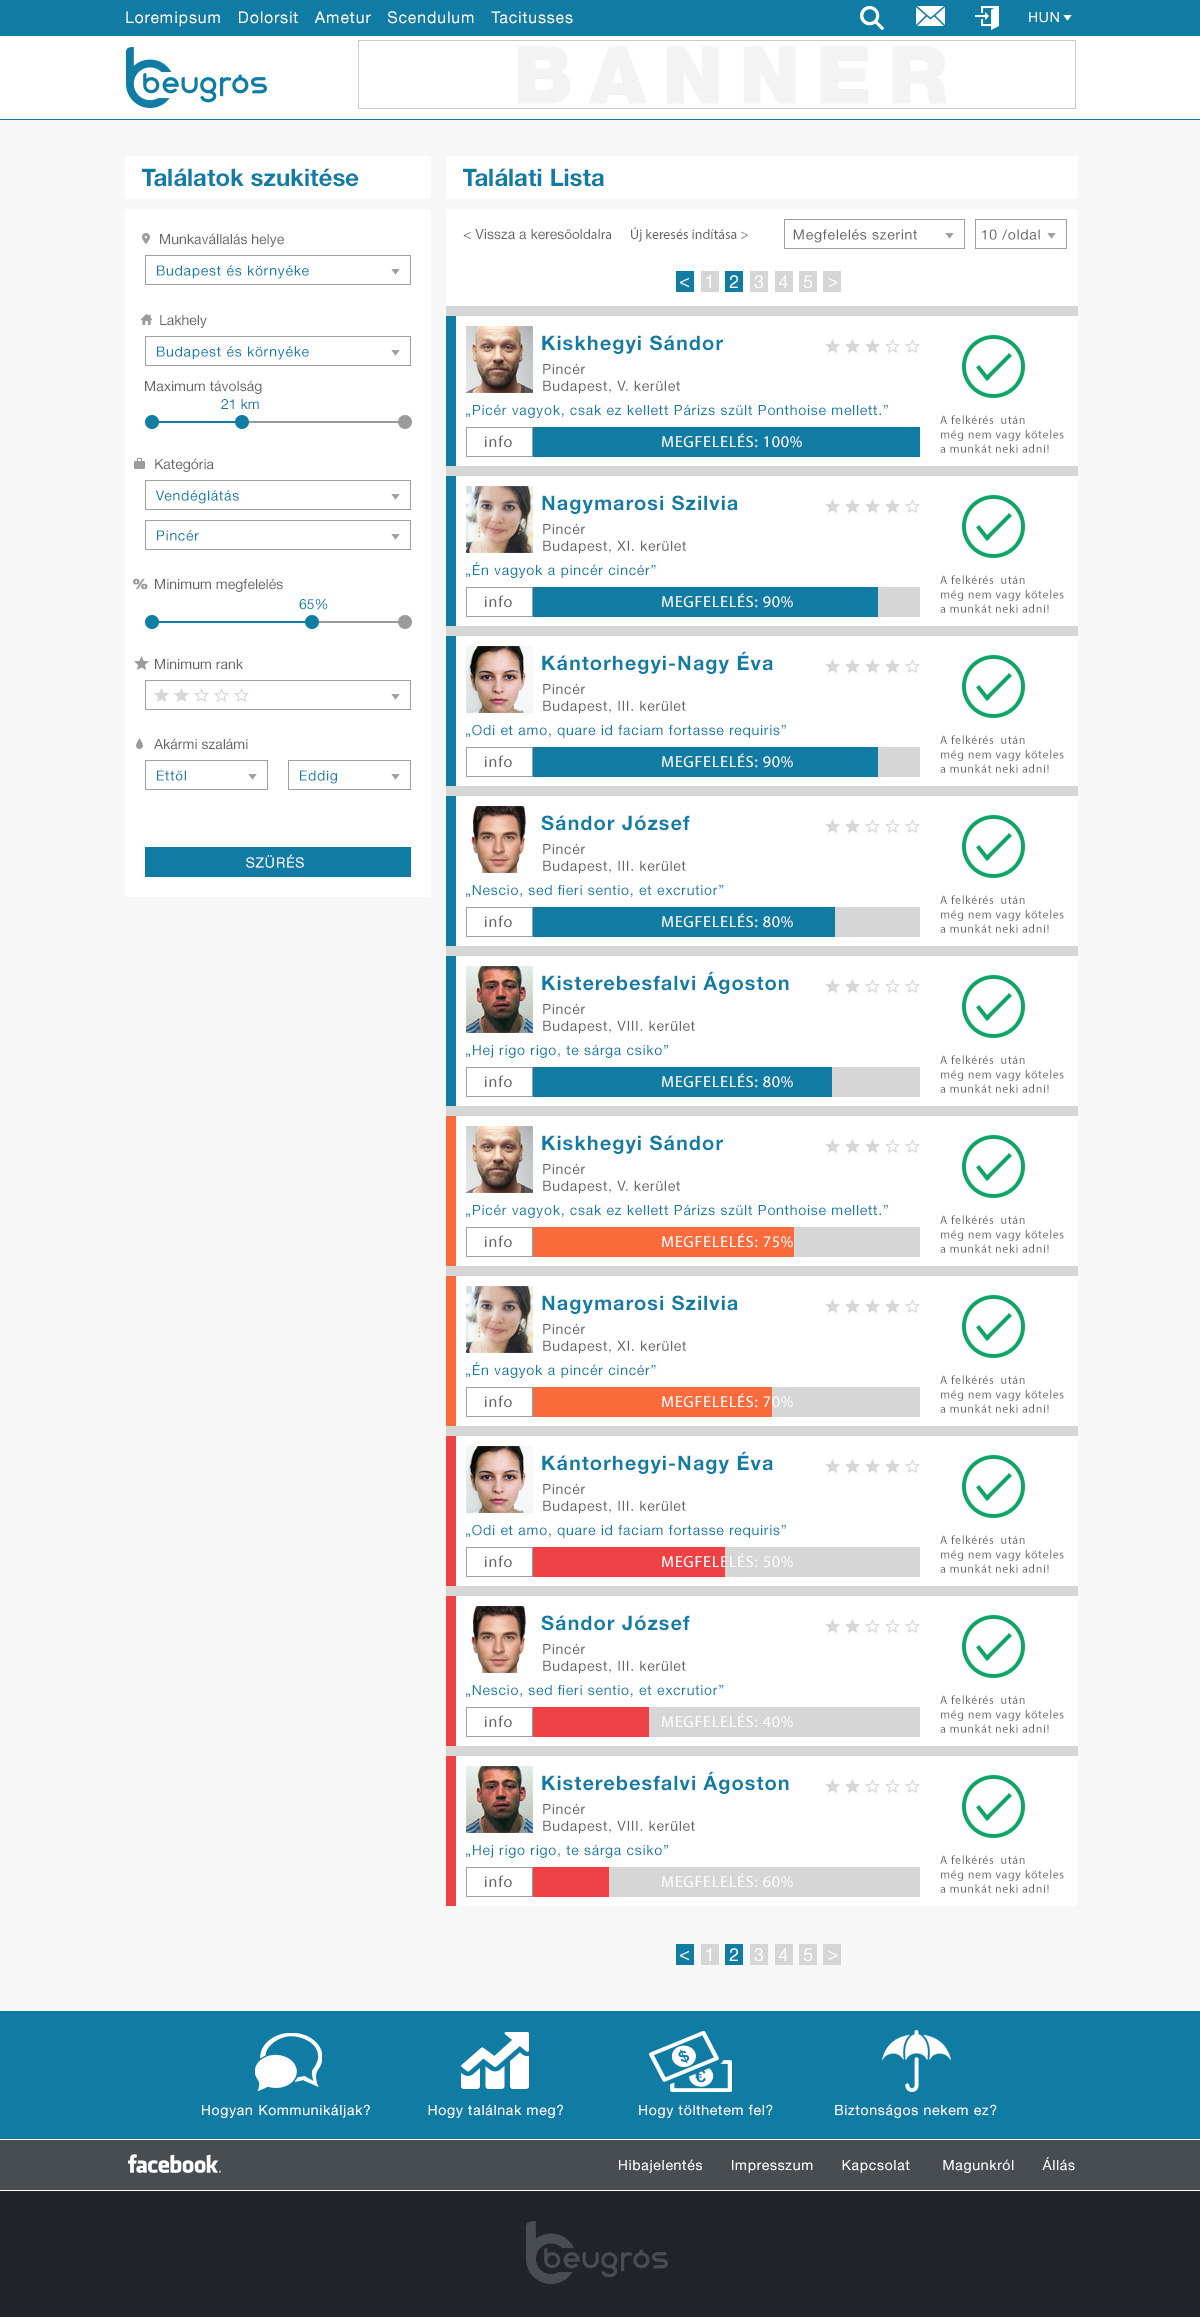 Loremipsum Dolorsit Ametur Scendulum Tacitusses HUN
beugrós
BANNER
Találatok szukitése
Munkavállalás helye
Budapest és környéke
Lakhely
Budapest és környéke
Maximum távolság
21 km
Kategória
Vendéglátás
Pincér
Minimum megfelelés
65%
Minimum rank
Akármi szalámi
Ettől Eddig
SZŰRÉS
Találati Lista
< Vissza a keresőoldalra Új keresés indítása > Megfelelés szerint 10 /oldal
< 1 2 3 4 5 >
Kiskhegyi Sándor
Pincér
Budapest, V. kerület
„Picér vagyok, csak ez kellett Párizs szült Ponthoise mellett.”
info MEGFELELÉS: 100%
A felkérés után
még nem vagy köteles
a munkát neki adni!
Nagymarosi Szilvia
Pincér
Budapest, XI. kerület
„Én vagyok a pincér cincér”
info MEGFELELÉS: 90%
A felkérés után
még nem vagy köteles
a munkát neki adni!
Kántorhegyi-Nagy Éva
Pincér
Budapest, III. kerület
„Odi et amo, quare id faciam fortasse requiris”
info MEGFELELÉS: 90%
A felkérés után
még nem vagy köteles
a munkát neki adni!
Sándor József
Pincér
Budapest, III. kerület
„Nescio, sed fieri sentio, et excrutior”
info MEGFELELÉS: 80%
A felkérés után
még nem vagy köteles
a munkát neki adni!
Kisterebesfalvi Ágoston
Pincér
Budapest, VIII. kerület
„Hej rigo rigo, te sárga csiko”
info MEGFELELÉS: 80%
A felkérés után
még nem vagy köteles
a munkát neki adni!
Kiskhegyi Sándor
Pincér
Budapest, V. kerület
„Picér vagyok, csak ez kellett Párizs szült Ponthoise mellett.”
info MEGFELELÉS: 75%
A felkérés után
még nem vagy köteles
a munkát neki adni!
Nagymarosi Szilvia
Pincér
Budapest, XI. kerület
„Én vagyok a pincér cincér”
info MEGFELELÉS: 70%
A felkérés után
még nem vagy köteles
a munkát neki adni!
Kántorhegyi-Nagy Éva
Pincér
Budapest, III. kerület
„Odi et amo, quare id faciam fortasse requiris”
info MEGFELELÉS: 50%
A felkérés után
még nem vagy köteles
a munkát neki adni!
Sándor József
Pincér
Budapest, III. kerület
„Nescio, sed fieri sentio, et excrutior”
info MEGFELELÉS: 40%
A felkérés után
még nem vagy köteles
a munkát neki adni!
Kisterebesfalvi Ágoston
Pincér
Budapest, VIII. kerület
„Hej rigo rigo, te sárga csiko”
info MEGFELELÉS: 60%
A felkérés után
még nem vagy köteles
a munkát neki adni!
< 1 2 3 4 5 >
Hogyan Kommunikáljak? Hogy találnak meg? Hogy tölthetem fel? Biztonságos nekem ez?
facebook. Hibajelentés Impresszum Kapcsolat Magunkról Állás
beugrós